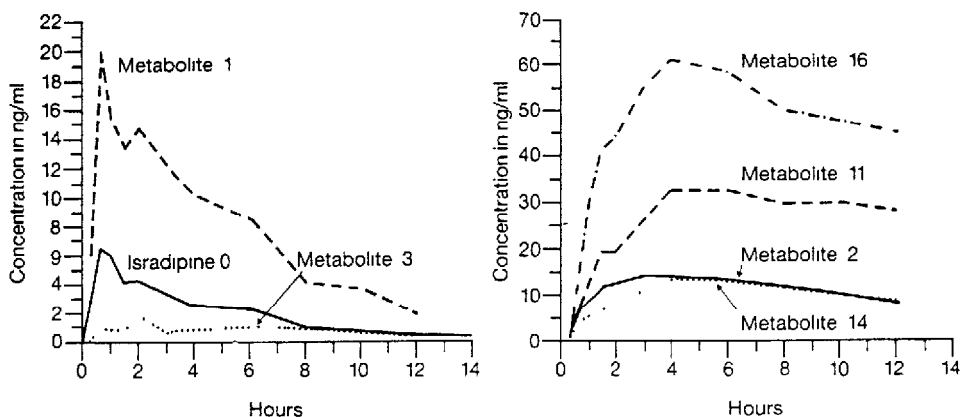 22
20
18
16
14
12
10
8
9
4
2
0
Concentration in ng/ml
Metabolite 1
Isradipine 0
Metabolite 3
0 2 4 6 8 10 12 14
Hours
70
60
50
40
30
20
10
0
Concentration in ng/ml
Metabolite 16
Metabolite 11
Metabolite 2
Metabolite 14
0 2 4 6 8 10 12 14
Hours